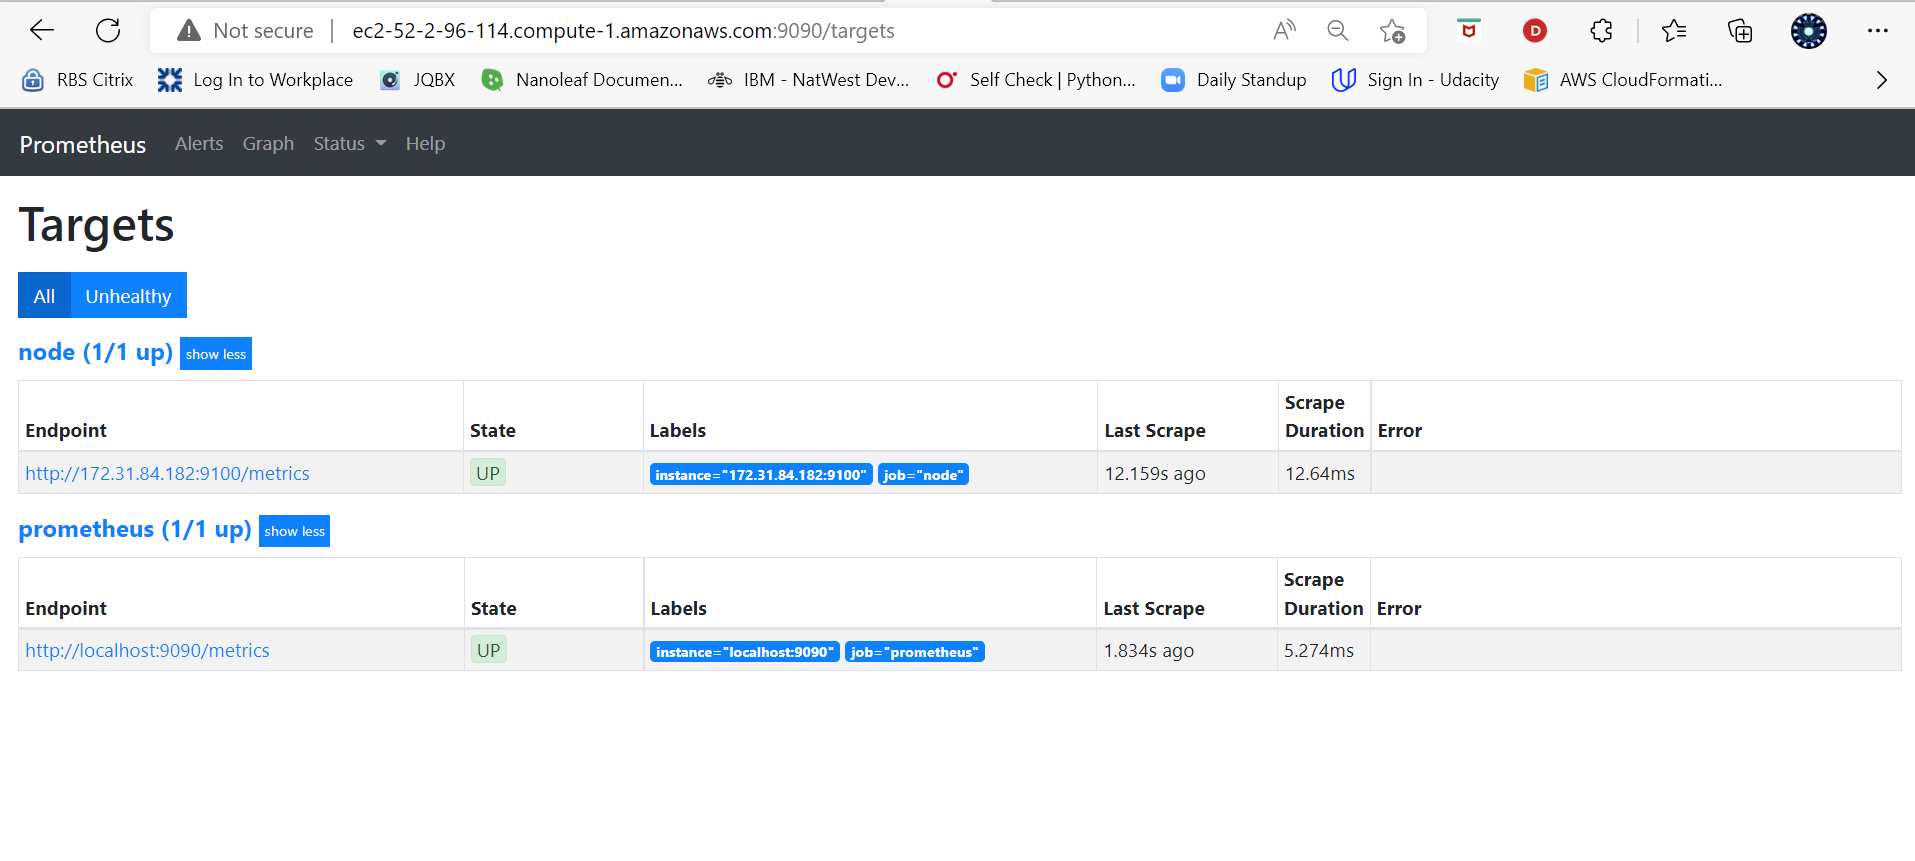 Not secure | ec2-52-2-96-114.compute-1.amazonaws.com:9090/targets
RBS Citrix Log In to Workplace JQBX Nanoleaf Documen... IBM - NatWest Dev... Self Check | Python... Daily Standup Sign In - Udacity AWS CloudFormati...
Prometheus Alerts Graph Status Help
Targets
All Unhealthy
node (1/1 up) show less
Endpoint State Labels Last Scrape Scrape Duration Error
http://172.31.84.182:9100/metrics UP instance="172.31.84.182:9100" job="node" 12.159s ago 12.64ms
prometheus (1/1 up) show less
Endpoint State Labels Last Scrape Scrape Duration Error
http://localhost:9090/metrics UP instance="localhost:9090" job="prometheus" 1.834s ago 5.274ms